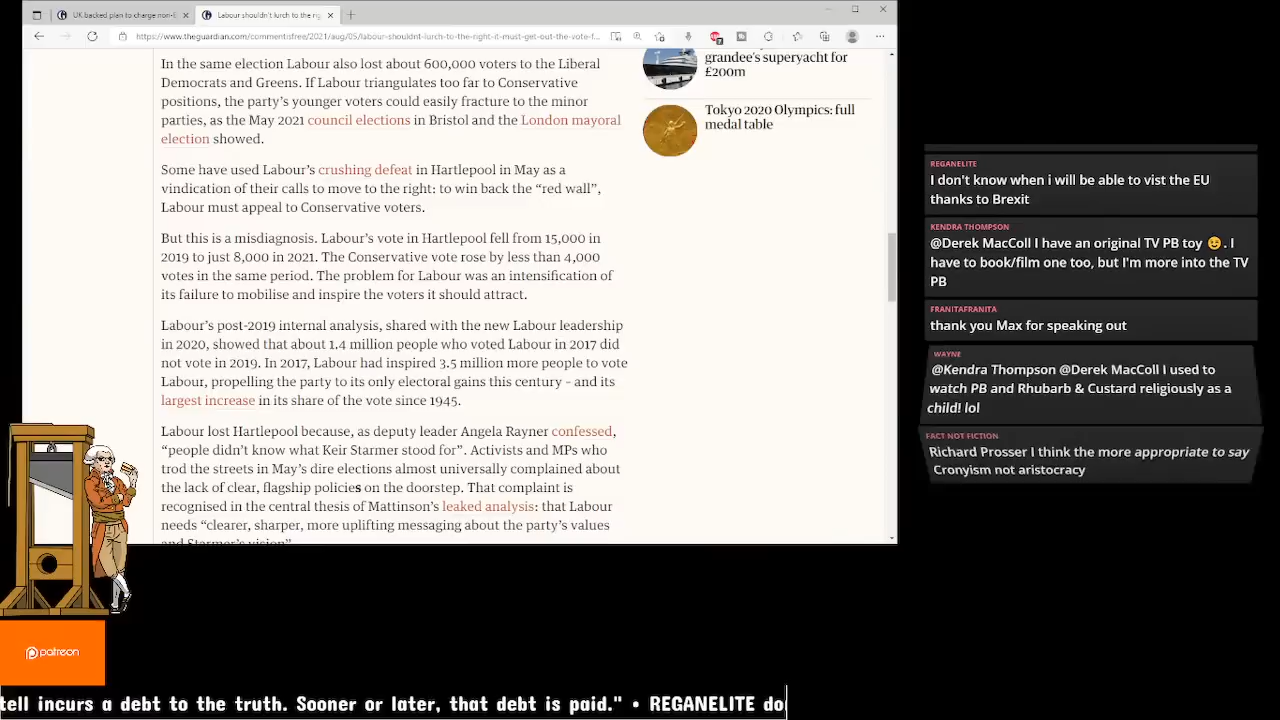 UK backed plan to charge non-E
Labour shouldn't lurch to the rig
https://www.theguardian.com/commentisfree/2021/aug/05/labour-shouldnt-lurch-to-the-right-it-must-get-out-the-vote-f...
In the same election Labour also lost about 600,000 voters to the Liberal
Democrats and Greens. If Labour triangulates too far to Conservative
positions, the party's younger voters could easily fracture to the minor
parties, as the May 2021 council elections in Bristol and the London mayoral
election showed.
Some have used Labour's crushing defeat in Hartlepool in May as a
vindication of their calls to move to the right: to win back the "red wall",
Labour must appeal to Conservative voters.
But this is a misdiagnosis. Labour's vote in Hartlepool fell from 15,000 in
2019 to just 8,000 in 2021. The Conservative vote rose by less than 4,000
votes in the same period. The problem for Labour was an intensification of
its failure to mobilise and inspire the voters it should attract.
Labour's post-2019 internal analysis, shared with the new Labour leadership
in 2020, showed that about 1.4 million people who voted Labour in 2017 did
not vote in 2019. In 2017, Labour had inspired 3.5 million more people to vote
Labour, propelling the party to its only electoral gains this century – and its
largest increase in its share of the vote since 1945.
Labour lost Hartlepool because, as deputy leader Angela Rayner confessed,
"people didn't know what Keir Starmer stood for". Activists and MPs who
trod the streets in May's dire elections almost universally complained about
the lack of clear, flagship policies on the doorstep. That complaint is
recognised in the central thesis of Mattinson's leaked analysis: that Labour
needs "clearer, sharper, more uplifting messaging about the party's values
and Starmer's vision".
grandee's superyacht for
£200m
Tokyo 2020 Olympics: full
medal table
REGANELITE
I don't know when i will be able to vist the EU
thanks to Brexit
KENDRA THOMPSON
@Derek MacColl I have an original TV PB toy 😉. I
have to book/film one too, but I'm more into the TV
PB
FRANITAFRANITA
thank you Max for speaking out
WAYNE
@Kendra Thompson @Derek MacColl I used to
watch PB and Rhubarb & Custard religiously as a
child! lol
FACT NOT FICTION
Richard Prosser I think the more appropriate to say
Cronyism not aristocracy
patreon
tell incurs a debt to the truth. Sooner or later, that debt is paid." • REGANELITE do